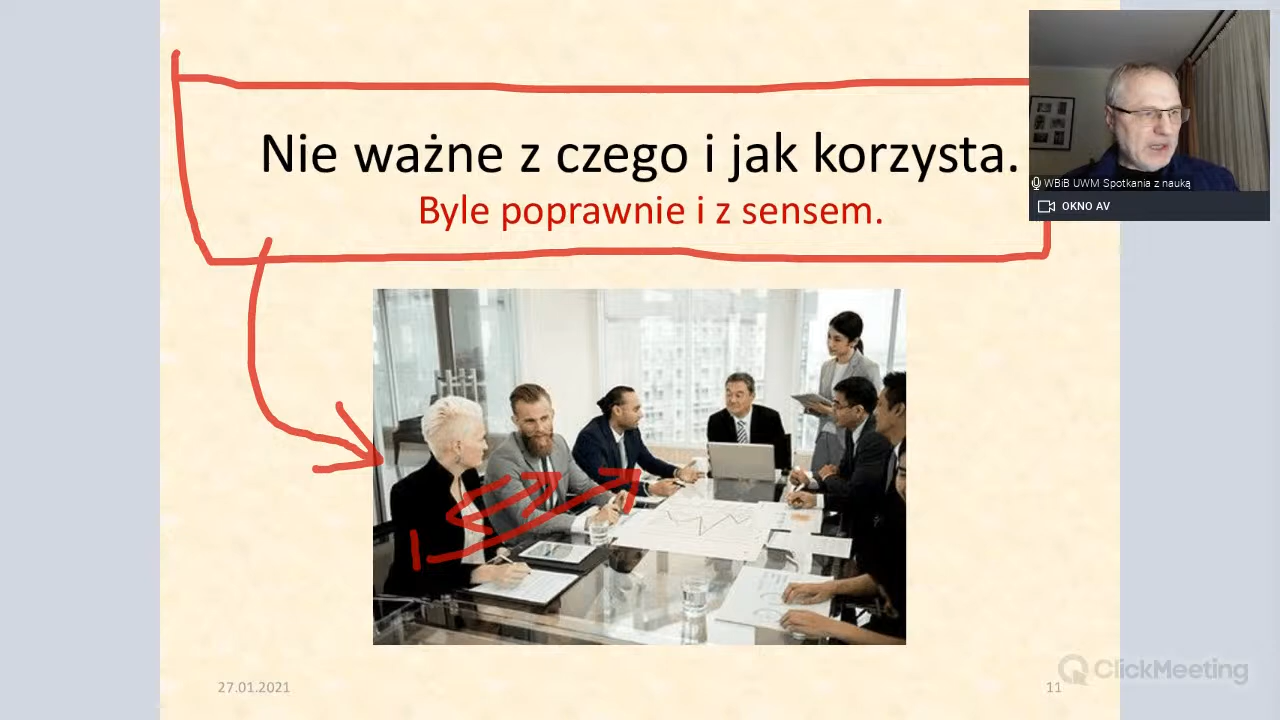 Nie ważne z czego i jak korzysta.
Byle poprawnie i z sensem.
WBiB UWM Spotkania z nauką
OKNO AV
27.01.2021
11
ClickMeeting